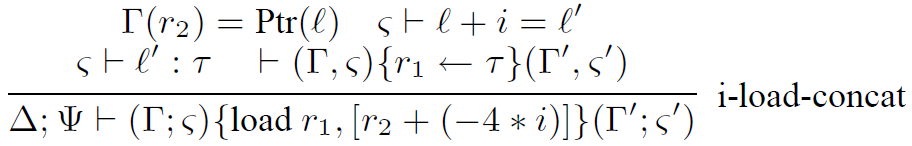 Γ(r₂) = Ptr(ℓ)   ς ⊢ ℓ + i = ℓ′
ς ⊢ ℓ′ : τ   ⊢ (Γ, ς){r₁ ← τ}(Γ′, ς′)
Δ; Ψ ⊢ (Γ; ς){load r₁, [r₂ + (−4 ∗ i)]}(Γ′; ς′)   i-load-concat